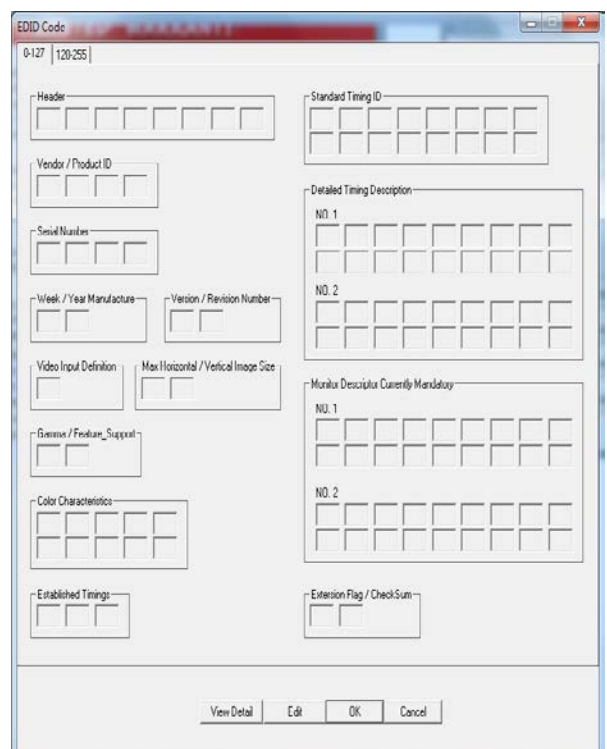 EDID Code
0-127
120-255
Header
Vendor / Product ID
Serial Number
Week / Year Manufacture
Version / Revision Number
Video Input Definition
Max Horizontal / Vertical Image Size
Gamma / Feature_Support
Color Characteristics
Established Timings
Standard Timing ID
Detailed Timing Description
NO. 1
NO. 2
Monitor Descriptor Currently Mandatory
NO. 1
NO. 2
Extersion Flag / CheckSum
View Detail
Edit
OK
Cancel